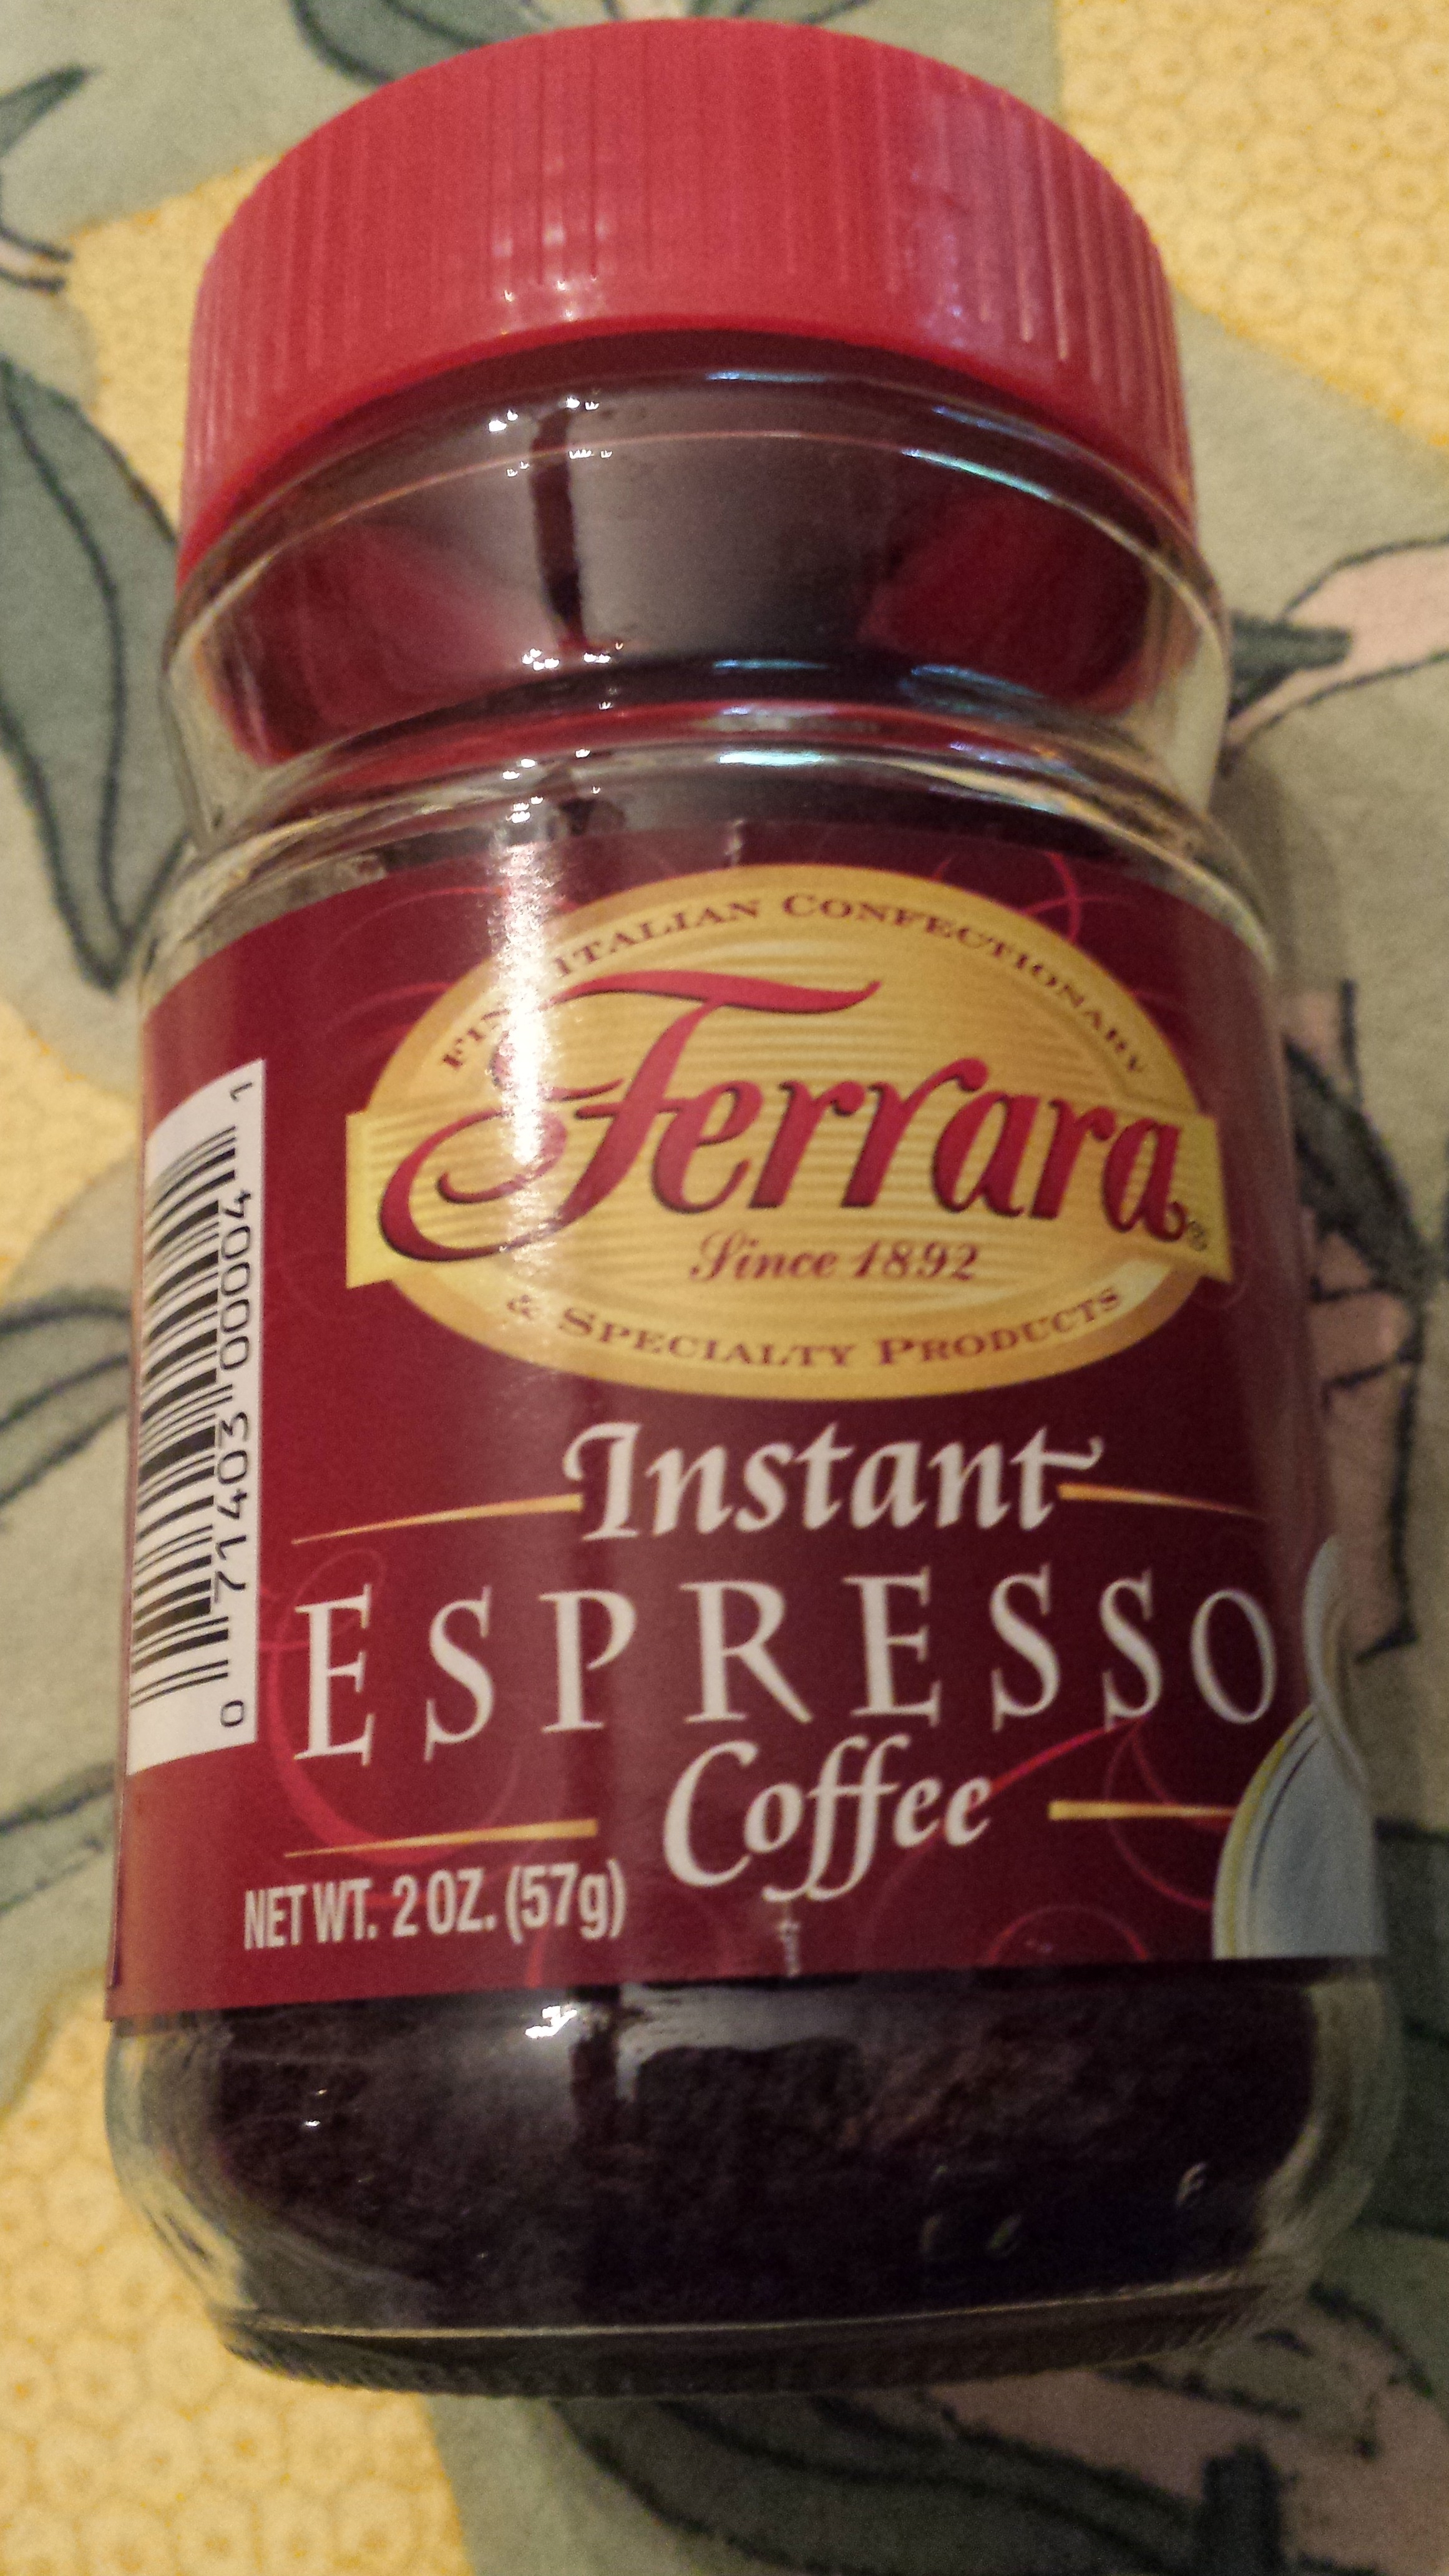 FINE ITALIAN CONFECTIONARY
Ferrara®
Since 1892
& SPECIALTY PRODUCTS
Instant
ESPRESSO
Coffee
NET WT. 2 OZ. (57g)
0 71403 00004 1